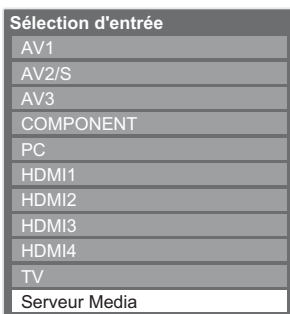 Sélection d'entrée
AV1
AV2/S
AV3
COMPONENT
PC
HDMI1
HDMI2
HDMI3
HDMI4
TV
Serveur Media